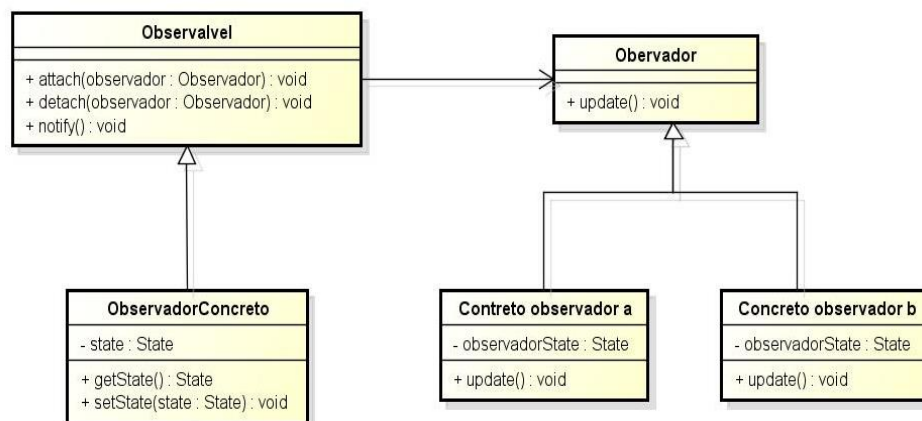 Observalvel
+ attach(observador : Observador) : void
+ detach(observador : Observador) : void
+ notify() : void
Obervador
+ update() : void
ObservadorConcreto
- state : State
+ getState() : State
+ setState(state : State) : void
Contreto observador a
- observadorState : State
+ update() : void
Concreto observador b
- observadorState : State
+ update() : void